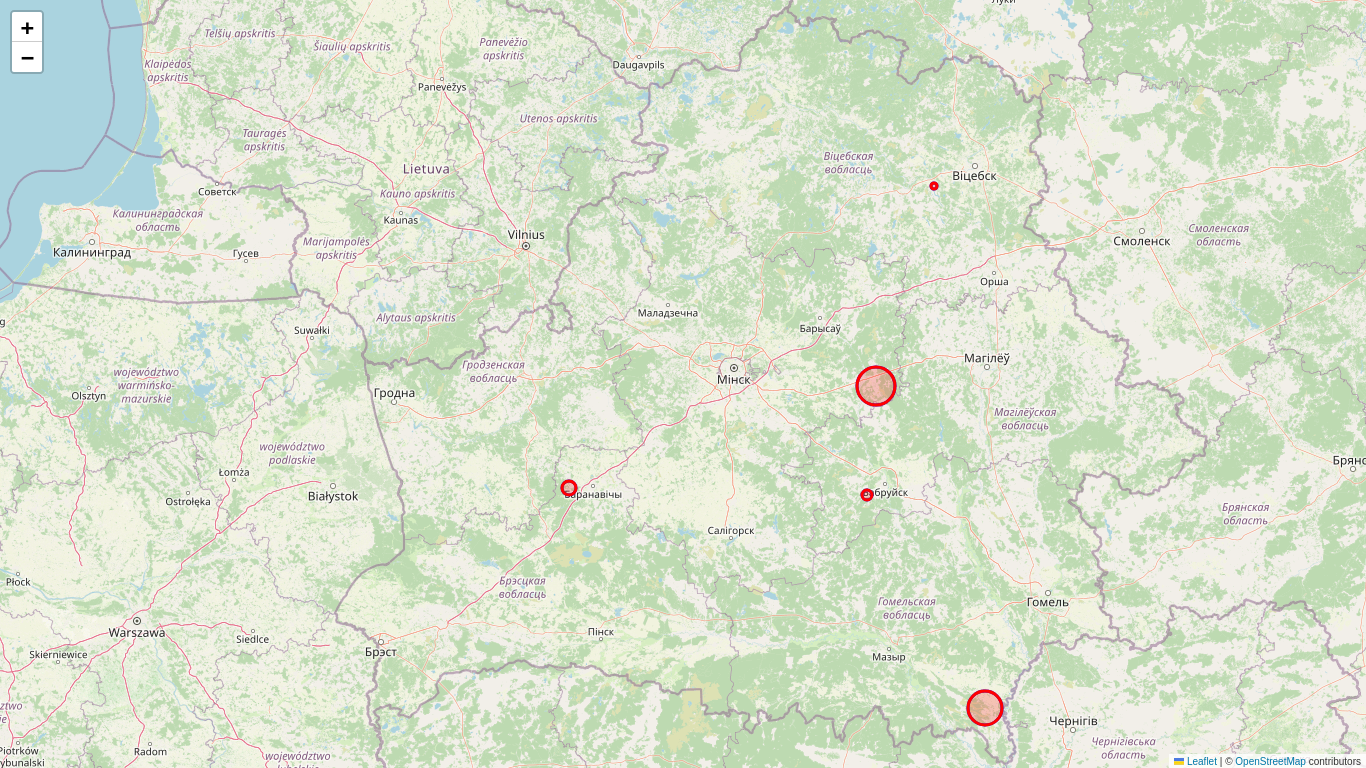 +
−
Луки
Telšių apskritis
Šiaulių apskritis
Panevėžio
apskritis
Klaipėdos
apskritis
Daugavpils
Panevėžys
Utenos apskritis
Tauragės
apskritis
Lietuva
Віцебская
вобласць
Віцебск
Советск
Kauno apskritis
Калининградская
область
Kaunas
Marijampolės
apskritis
Vilnius
Смоленск
Смоленская
область
Калининград
Гусев
Орша
Alytaus apskritis
Маладзечна
Барысаў
Suwałki
Гродзенская
вобласць
Магілёў
Мінск
województwo
warmińsko-
mazurskie
Olsztyn
Гродна
Магілёўская
вобласць
województwo
podlaskie
Łomża
Ostrołęka
Białystok
Баранавічы
Бабруйск
Брянская
область
Салігорск
Płock
Брэсцкая
вобласць
Гомельская
вобласць
Гомель
Warszawa
Siedlce
Пінск
Skierniewice
Брэст
Мазыр
Чернігів
Чернігівська
область
Piotrków
Radom
województwo
Leaflet | © OpenStreetMap contributors